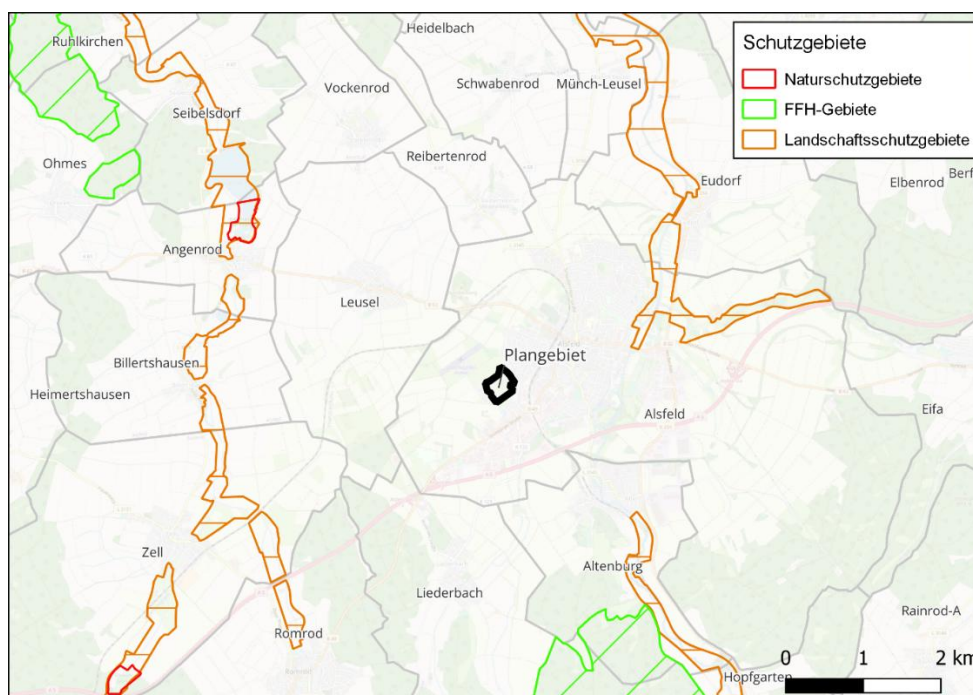 Ruhlkirchen
Heidelbach
Schutzgebiete
Naturschutzgebiete
FFH-Gebiete
Landschaftsschutzgebiete
Vockenrod
Schwabenrod
Münch-Leusel
Seibelsdorf
Ohmes
Reibertenrod
Eudorf
Elbenrod
Berf
Angenrod
Leusel
Plangebiet
Billertshausen
Heimertshausen
Alsfeld
Eifa
Zell
Altenburg
Liederbach
Rainrod-A
Romrod
Hopfgarten
0 1 2 km